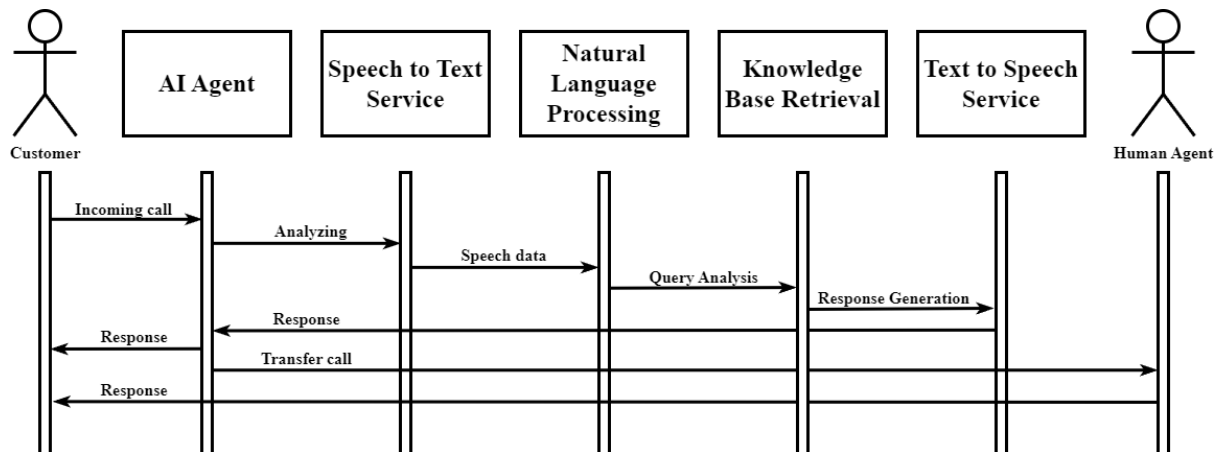 AI Agent
Speech to Text
Service
Natural
Language
Processing
Knowledge
Base Retrieval
Text to Speech
Service
Customer
Human Agent
Incoming call
Analyzing
Speech data
Query Analysis
Response Generation
Response
Response
Transfer call
Response